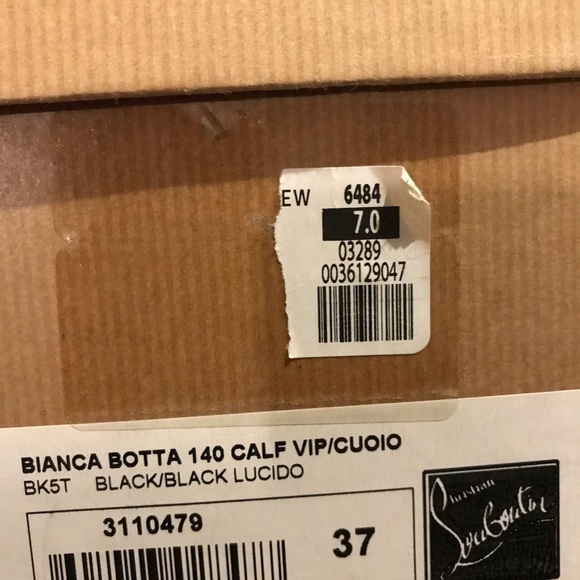 EW 6484
7.0
03289
0036129047
BIANCA BOTTA 140 CALF VIP/CUOIO
BK5T BLACK/BLACK LUCIDO
3110479
37
Christian
Louboutin